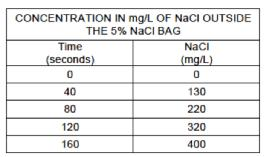 CONCENTRATION IN mg/L OF NaCl OUTSIDE
THE 5% NaCl BAG
Time NaCl
(seconds) (mg/L)
0 0
40 130
80 220
120 320
160 400